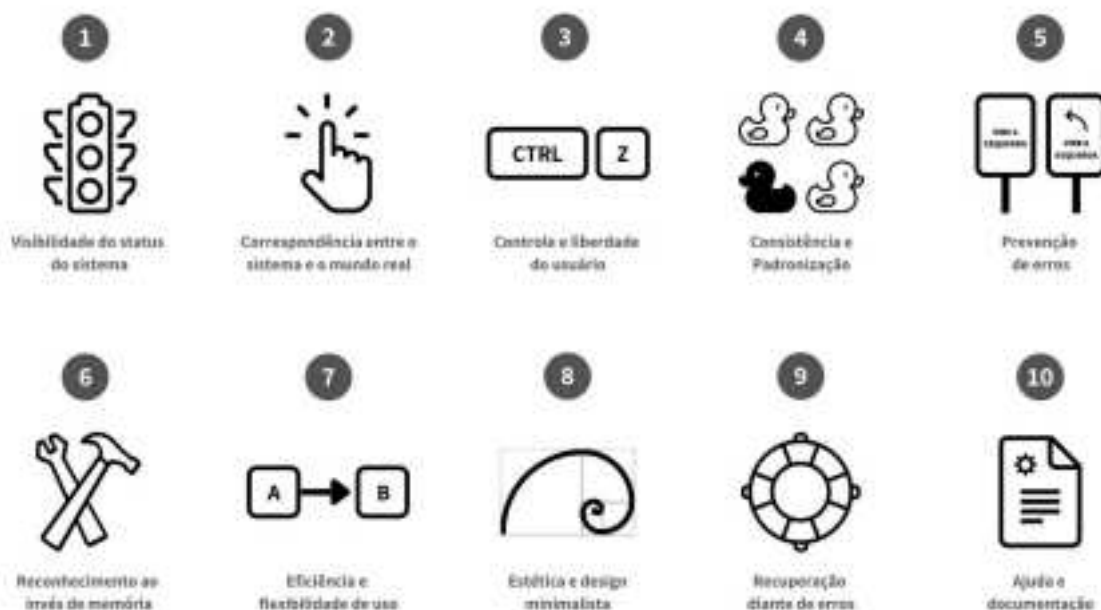 1
2
3
4
5
CTRL
Z
Visibilidade do status
do sistema
Correspondência entre o
sistema e o mundo real
Controle e liberdade
do usuário
Consistência e
Padronização
Prevenção
de erros
6
7
8
9
10
A
B
Reconhecimento ao
invés de memória
Eficiência e
flexibilidade de uso
Estética e design
minimalista
Recuperação
diante de erros
Ajuda e
documentação